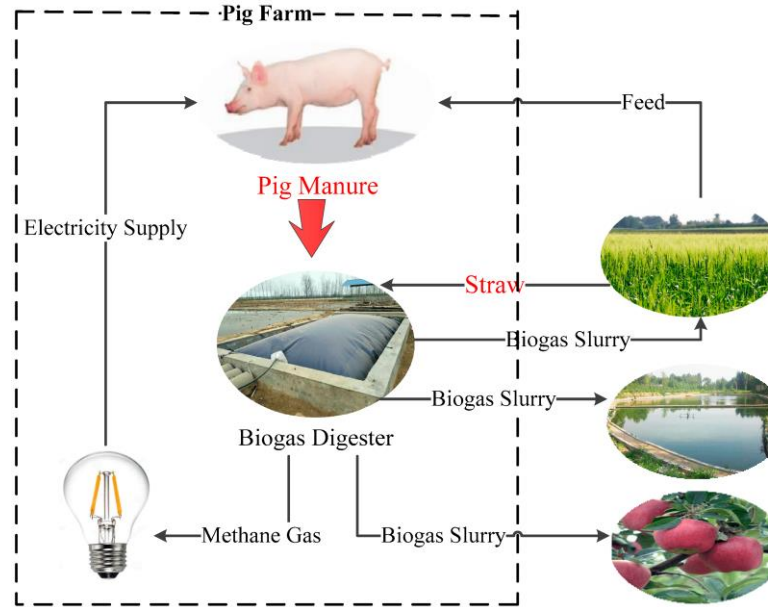 Pig Farm
Feed
Pig Manure
Electricity Supply
Straw
Biogas Slurry
Biogas Slurry
Biogas Digester
Methane Gas
Biogas Slurry